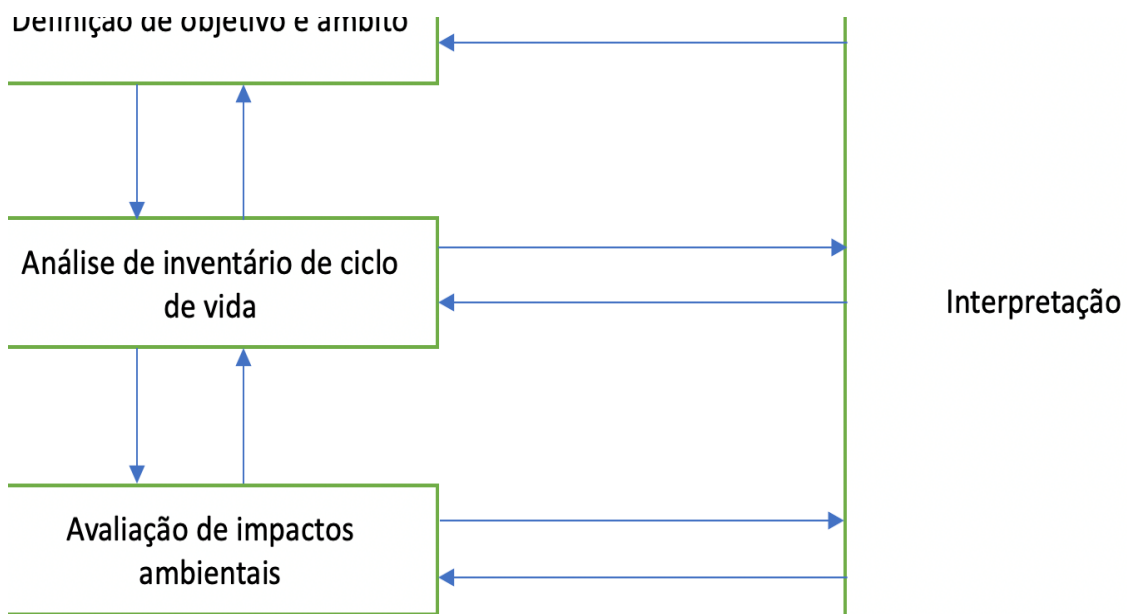 Definição de objetivo e âmbito
Análise de inventário de ciclo
de vida
Interpretação
Avaliação de impactos
ambientais